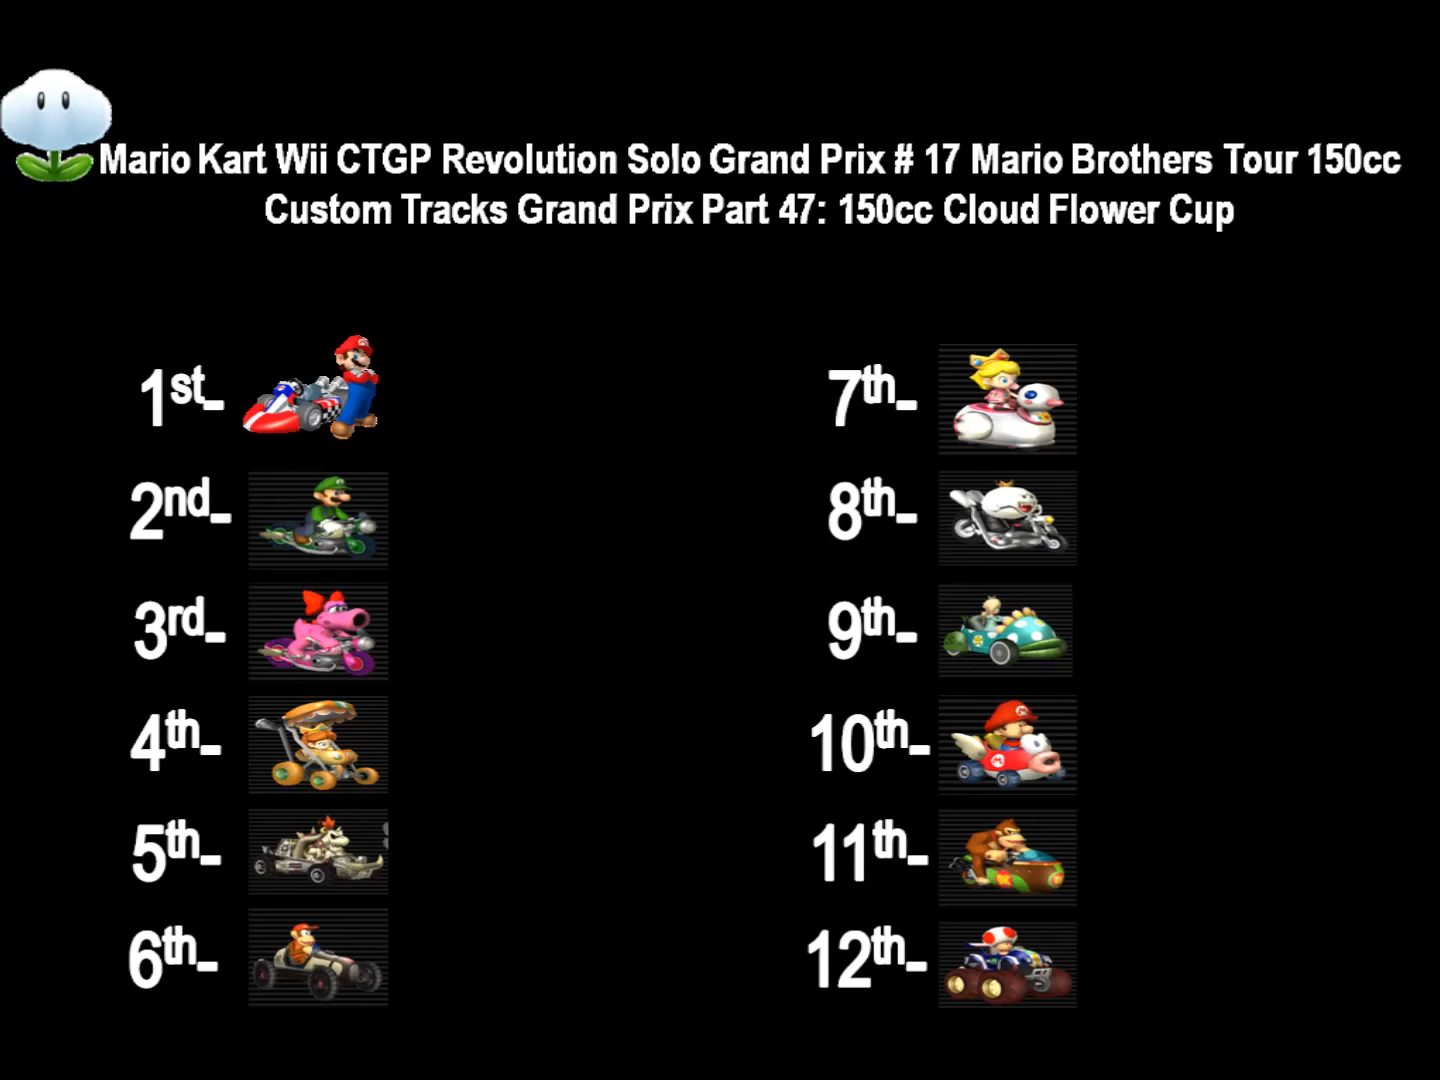 Mario Kart Wii CTGP Revolution Solo Grand Prix # 17 Mario Brothers Tour 150cc
Custom Tracks Grand Prix Part 47: 150cc Cloud Flower Cup
1st-
2nd-
3rd-
4th-
5th-
6th-
7th-
8th-
9th-
10th-
11th-
12th-